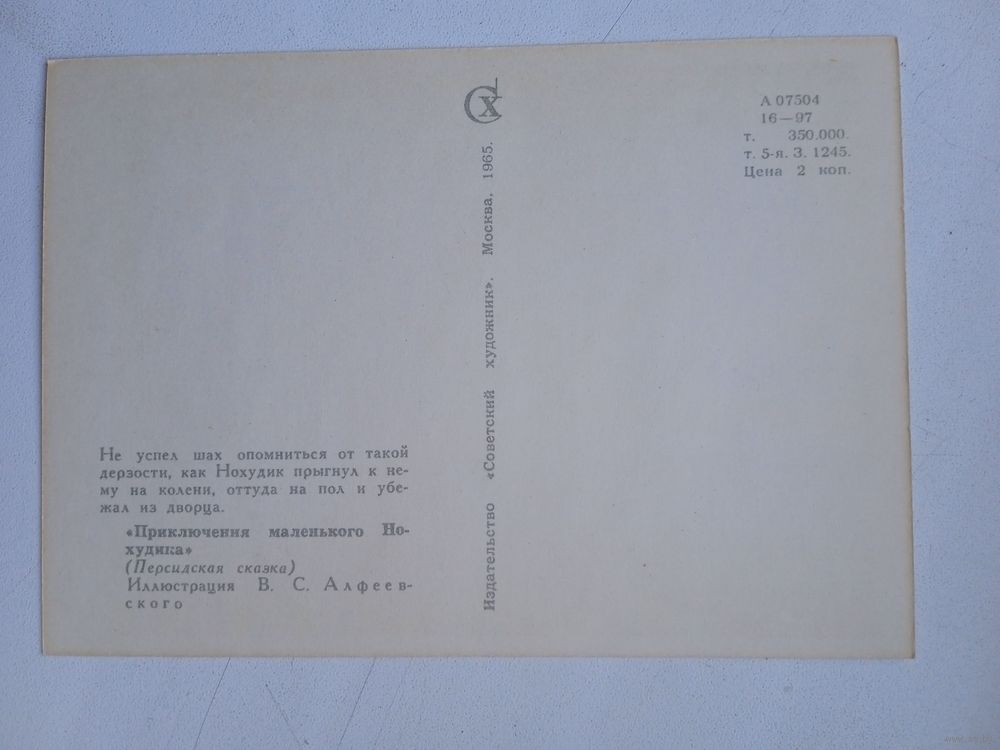 Не успел шах опомниться от такой
дерзости, как Нохудик прыгнул к не-
му на колени, оттуда на пол и убе-
жал из дворца.
«Приключения маленького Но-
худика»
(Персидская сказка)
Иллюстрация В. С. Алфеев-
ского
Издательство «Советский художник». Москва. 1965.
СХ
А 07504
16—97
т. 350.000.
т. 5-я. З. 1245.
Цена 2 коп.